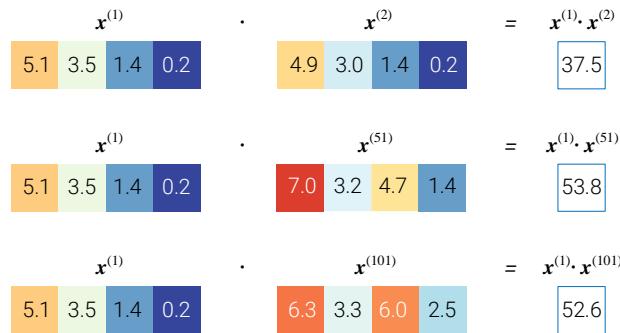 x⁽¹⁾ · x⁽²⁾ = x⁽¹⁾· x⁽²⁾
5.1 3.5 1.4 0.2 4.9 3.0 1.4 0.2 37.5
x⁽¹⁾ · x⁽⁵¹⁾ = x⁽¹⁾· x⁽⁵¹⁾
5.1 3.5 1.4 0.2 7.0 3.2 4.7 1.4 53.8
x⁽¹⁾ · x⁽¹⁰¹⁾ = x⁽¹⁾· x⁽¹⁰¹⁾
5.1 3.5 1.4 0.2 6.3 3.3 6.0 2.5 52.6